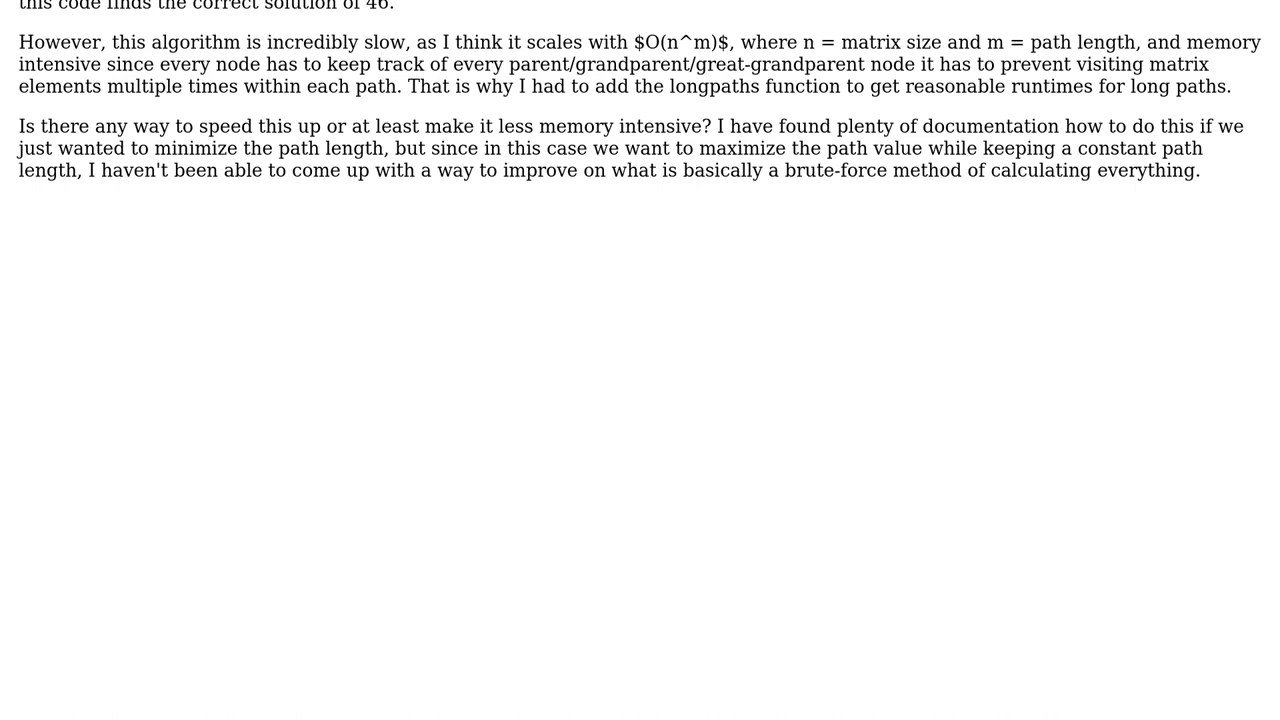 this code finds the correct solution of 46.
However, this algorithm is incredibly slow, as I think it scales with $O(n^m)$, where n = matrix size and m = path length, and memory
intensive since every node has to keep track of every parent/grandparent/great-grandparent node it has to prevent visiting matrix
elements multiple times within each path. That is why I had to add the longpaths function to get reasonable runtimes for long paths.
Is there any way to speed this up or at least make it less memory intensive? I have found plenty of documentation how to do this if we
just wanted to minimize the path length, but since in this case we want to maximize the path value while keeping a constant path
length, I haven't been able to come up with a way to improve on what is basically a brute-force method of calculating everything.